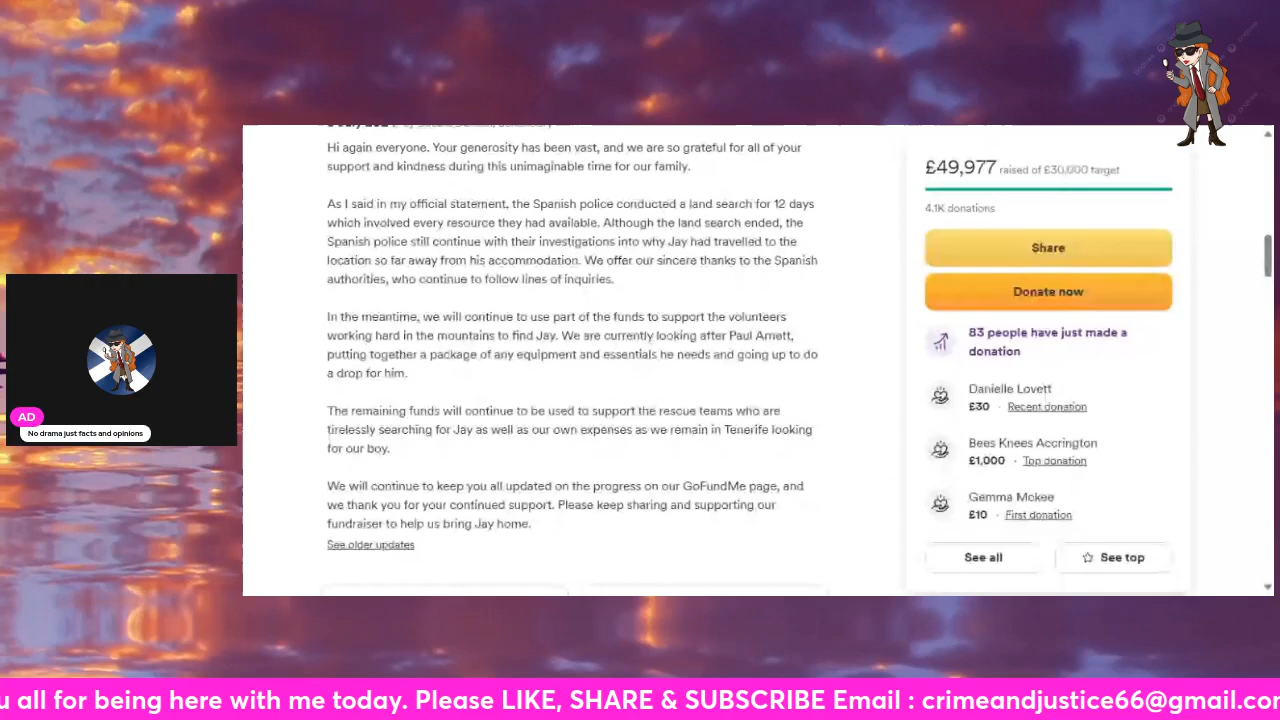 Hi again everyone. Your generosity has been vast, and we are so grateful for all of your
support and kindness during this unimaginable time for our family.
As I said in my official statement, the Spanish police conducted a land search for 12 days
which involved every resource they had available. Although the land search ended, the
Spanish police still continue with their investigations into why Jay had travelled to the
location so far away from his accommodation. We offer our sincere thanks to the Spanish
authorities, who continue to follow lines of inquiries.
In the meantime, we will continue to use part of the funds to support the volunteers
working hard in the mountains to find Jay. We are currently looking after Paul Arnett,
putting together a package of any equipment and essentials he needs and going up to do
a drop for him.
The remaining funds will continue to be used to support the rescue teams who are
tirelessly searching for Jay as well as our own expenses as we remain in Tenerife looking
for our boy.
We will continue to keep you all updated on the progress on our GoFundMe page, and
we thank you for your continued support. Please keep sharing and supporting our
fundraiser to help us bring Jay home.
See older updates
£49,977 raised of £30,000 target
4.1K donations
Share
Donate now
83 people have just made a
donation
Danielle Lovett
£30 · Recent donation
Bees Knees Accrington
£1,000 · Top donation
Gemma Mckee
£10 · First donation
See all
See top
AD
No drama just facts and opinions
u all for being here with me today. Please LIKE, SHARE & SUBSCRIBE Email : crimeandjustice66@gmail.con